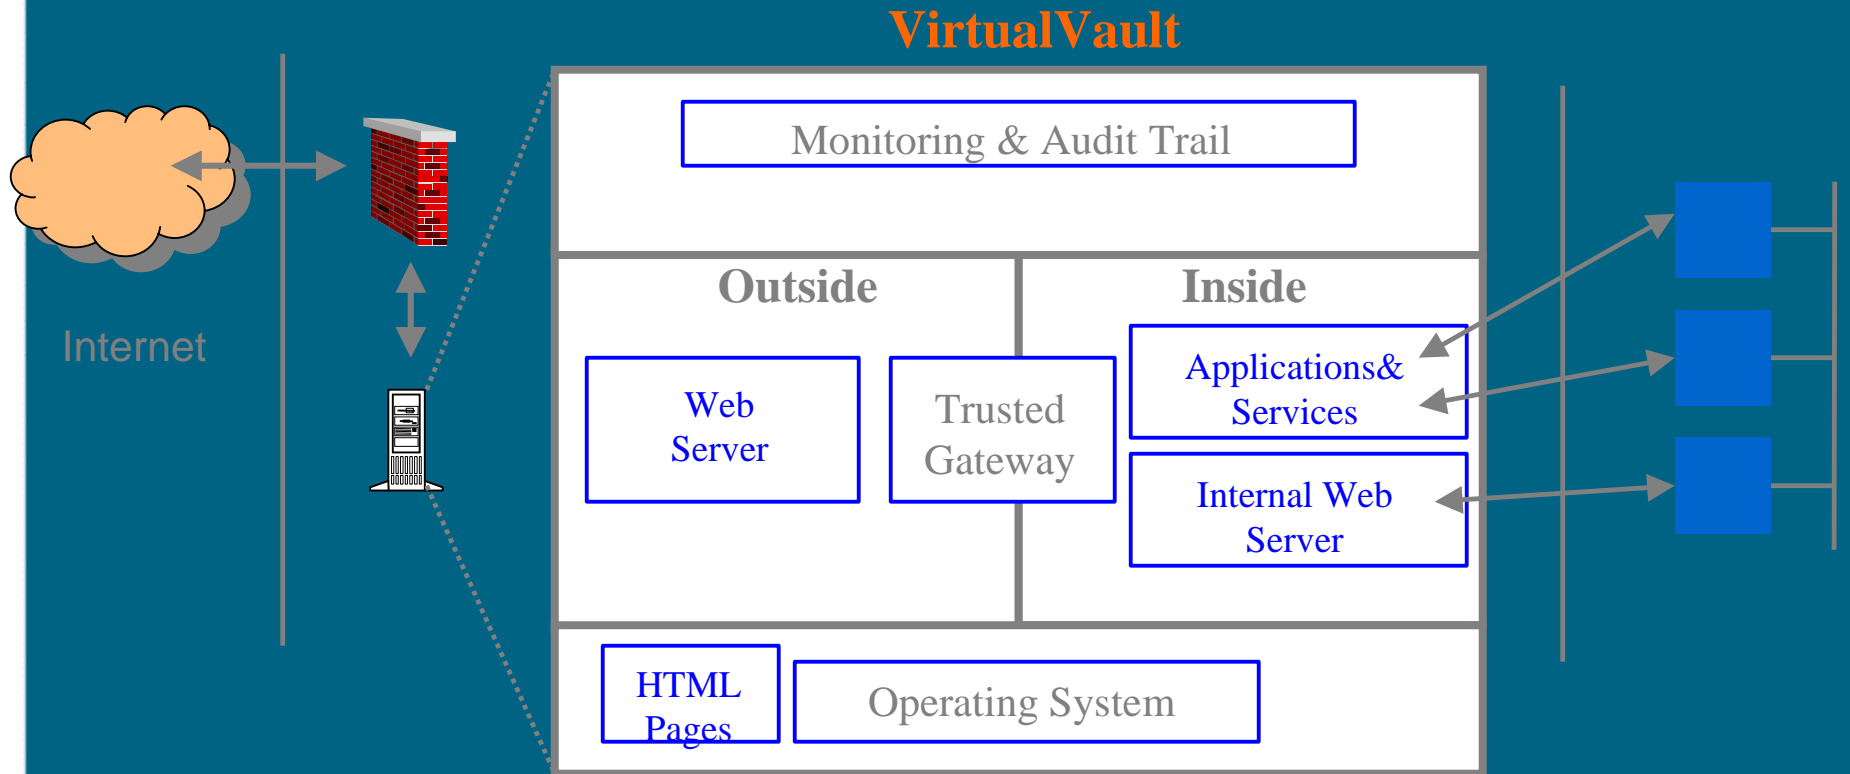 VirtualVault
Monitoring & Audit Trail
Internet
Outside
Inside
Web
Server
Trusted
Gateway
Applications&
Services
Internal Web
Server
HTML
Pages
Operating System